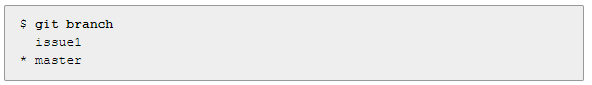 $ git branch
  issue1
* master